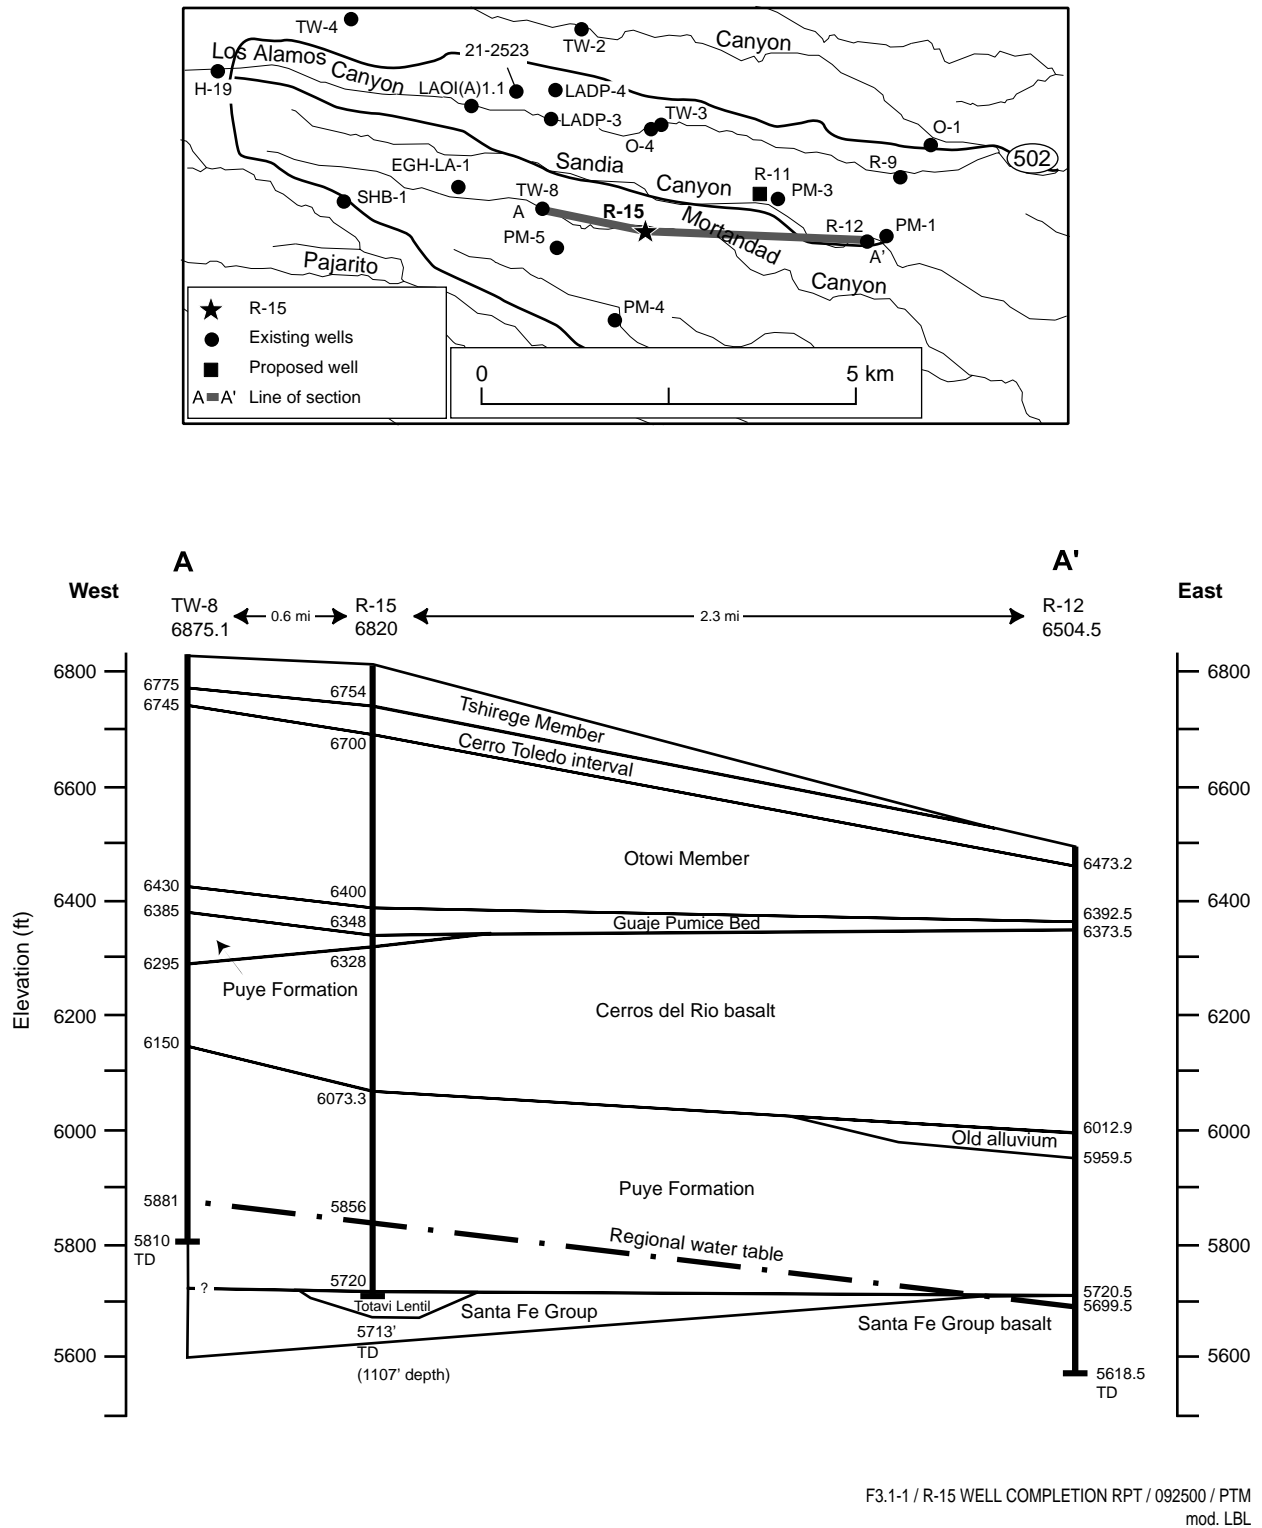 TW-4
TW-2
Canyon
Los Alamos
Canyon
21-2523
H-19
LAOI(A)1.1
LADP-4
LADP-3
TW-3
O-4
O-1
502
Sandia
Canyon
R-9
EGH-LA-1
R-11
PM-3
SHB-1
TW-8
A
R-15
Mortandad
R-12
PM-1
A'
PM-5
Pajarito
Canyon
PM-4
R-15
Existing wells
Proposed well
A A' Line of section
0 5 km
A A'
West East
TW-8 0.6 mi R-15 2.3 mi R-12
6875.1 6820 6504.5
6800 6800
6775 6754
6745
Tshirege Member
6700
Cerro Toledo interval
6600 6600
Otowi Member
6473.2
6430 6400
6400 6400
6385 6348
Guaje Pumice Bed
6392.5
6373.5
6295 6328
Puye Formation
Elevation (ft)
Cerros del Rio basalt
6200 6200
6150
6073.3
6000 6000
6012.9
Old alluvium
5959.5
Puye Formation
5881 5856
Regional water table
5810
TD
5800 5800
?
5720
5720.5
5699.5
Totavi Lentil
Santa Fe Group
Santa Fe Group basalt
5713'
TD
(1107' depth)
5600 5600
5618.5
TD
F3.1-1 / R-15 WELL COMPLETION RPT / 092500 / PTM
mod. LBL